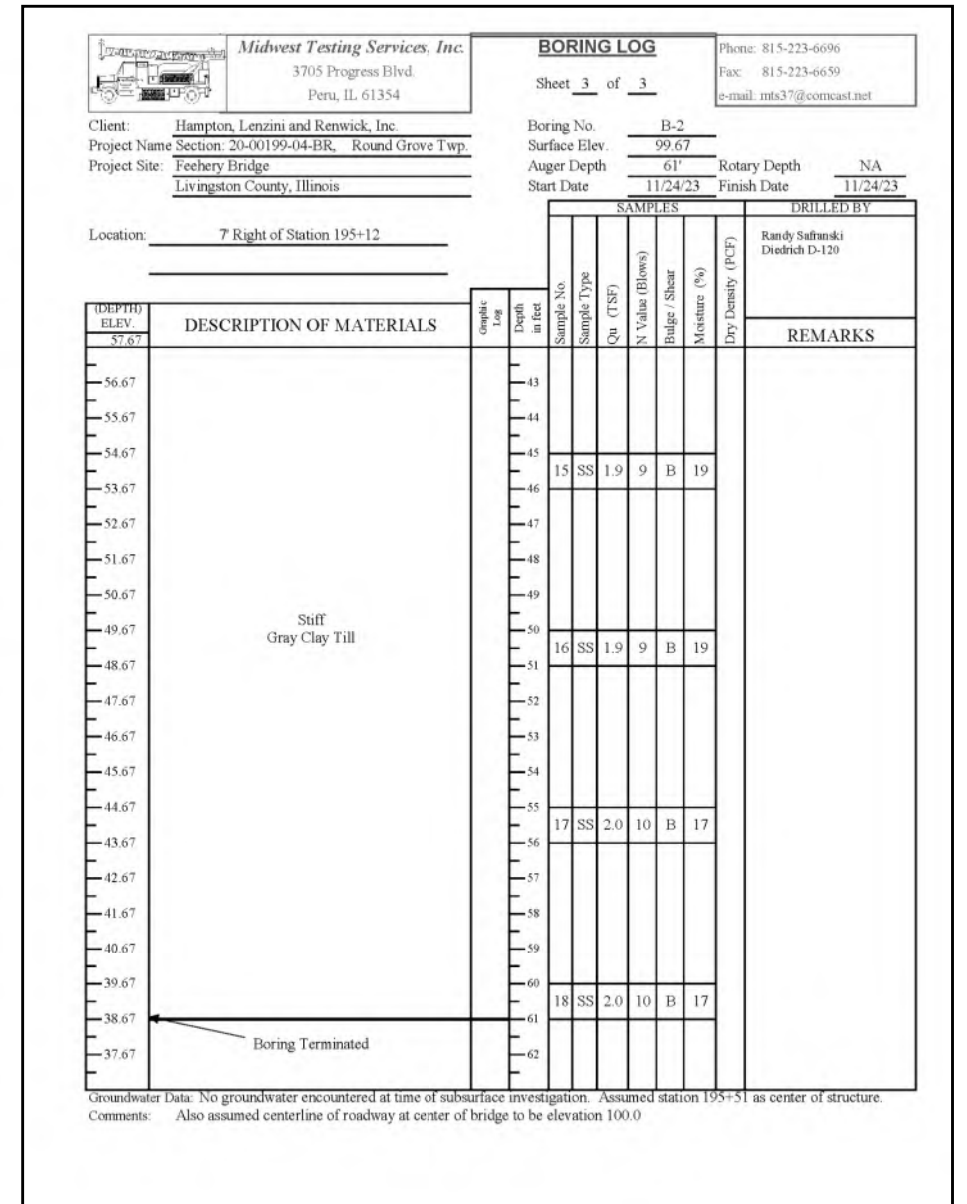 Midwest Testing Services, Inc.
3705 Progress Blvd.
Peru, IL 61354
BORING LOG
Sheet 3 of 3
Phone: 815-223-6696
Fax: 815-223-6659
e-mail: mts37@comcast.net
Client: Hampton, Lenzini and Renwick, Inc.
Project Name Section: 20-00199-04-BR, Round Grove Twp.
Project Site: Feehery Bridge
Livingston County, Illinois
Location: 7' Right of Station 195+12
Boring No. B-2
Surface Elev. 99.67
Auger Depth 61' Rotary Depth NA
Start Date 11/24/23 Finish Date 11/24/23
SAMPLES DRILLED BY
Randy Safranski
Diedrich D-120
(DEPTH)
ELEV.
57.67
DESCRIPTION OF MATERIALS
Graphic
Log
Depth
in feet
Sample No.
Sample Type
Qu (TSF)
N Value (Blows)
Bulge / Shear
Moisture (%)
Dry Density (PCF)
REMARKS
56.67 43
55.67 44
54.67 45
15 SS 1.9 9 B 19
53.67 46
52.67 47
51.67 48
50.67 49
Stiff
49.67 50
Gray Clay Till
16 SS 1.9 9 B 19
48.67 51
47.67 52
46.67 53
45.67 54
44.67 55
17 SS 2.0 10 B 17
43.67 56
42.67 57
41.67 58
40.67 59
39.67 60
18 SS 2.0 10 B 17
38.67 61
Boring Terminated
37.67 62
Groundwater Data: No groundwater encountered at time of subsurface investigation. Assumed station 195+51 as center of structure.
Comments: Also assumed centerline of roadway at center of bridge to be elevation 100.0